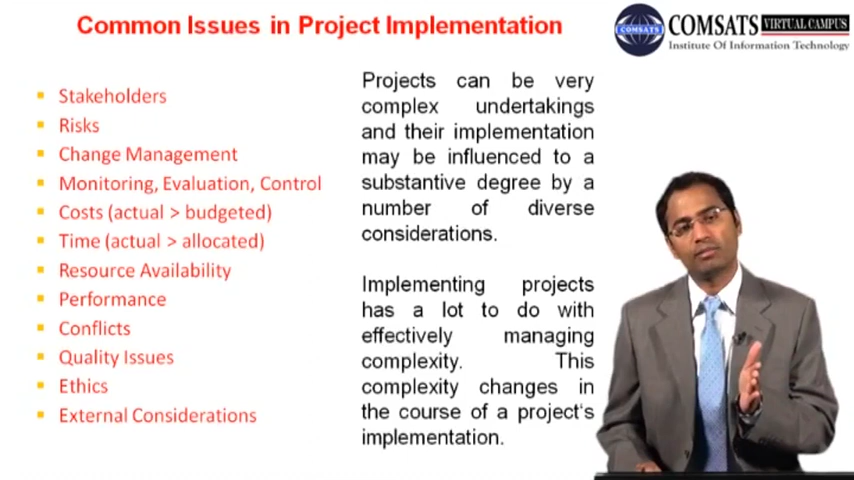 Common Issues in Project Implementation
COMSATS
COMSATS VIRTUAL CAMPUS
Institute Of Information Technology
Stakeholders
Risks
Change Management
Monitoring, Evaluation, Control
Costs (actual > budgeted)
Time (actual > allocated)
Resource Availability
Performance
Conflicts
Quality Issues
Ethics
External Considerations
Projects can be very
complex undertakings
and their implementation
may be influenced to a
substantive degree by a
number of diverse
considerations.
Implementing projects
has a lot to do with
effectively managing
complexity. This
complexity changes in
the course of a project's
implementation.